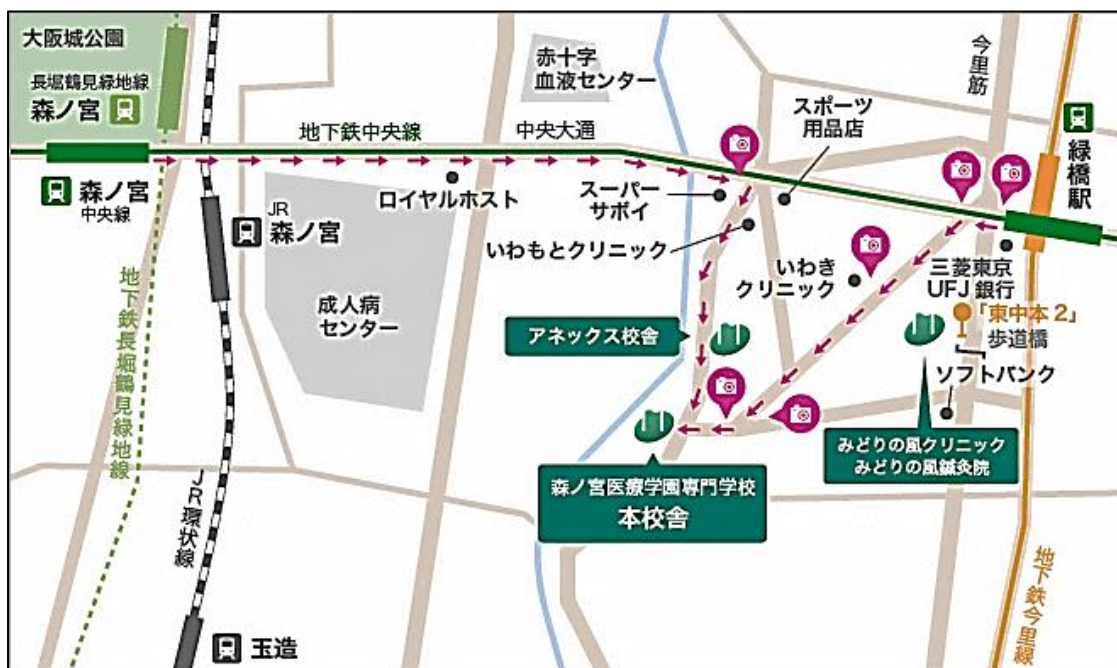 大阪城公園
長堀鶴見緑地線
森ノ宮
森ノ宮
中央線
地下鉄中央線
中央大通
赤十字
血液センター
スポーツ
用品店
今里筋
緑橋駅
ロイヤルホスト
スーパー
サボイ
いわもとクリニック
JR
森ノ宮
成人病
センター
いわき
クリニック
三菱東京
UFJ 銀行
「東中本2」
歩道橋
ソフトバンク
アネックス校舎
みどりの風クリニック
みどりの風鍼灸院
森ノ宮医療学園専門学校
本校舎
地下鉄長堀鶴見緑地線
JR環状線
地下鉄今里線
玉造